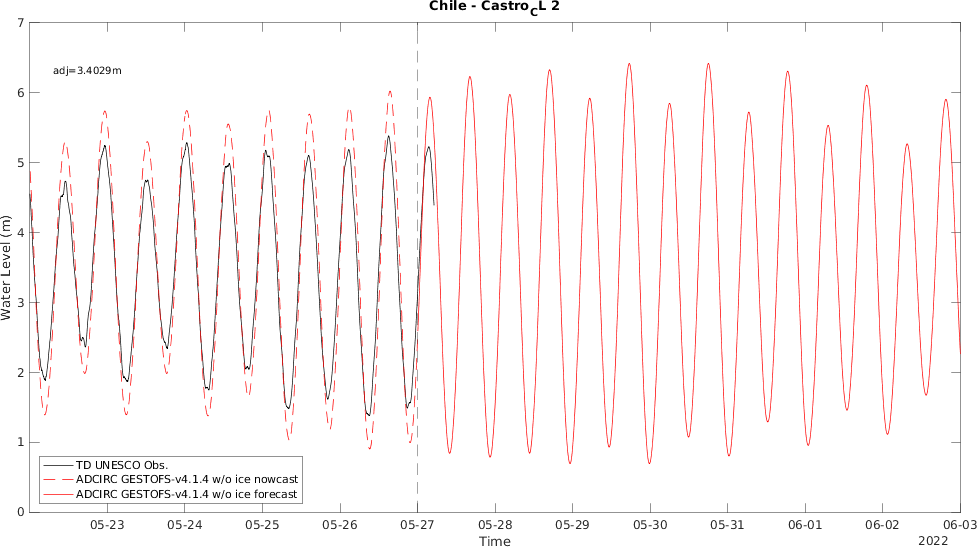 Chile - Castro_CL 2
7
adj=3.4029m
6
5
4
3
2
1
0
Water Level (m)
TD UNESCO Obs.
ADCIRC GESTOFS-v4.1.4 w/o ice nowcast
ADCIRC GESTOFS-v4.1.4 w/o ice forecast
05-23 05-24 05-25 05-26 05-27 05-28 05-29 05-30 05-31 06-01 06-02 06-03
Time
2022